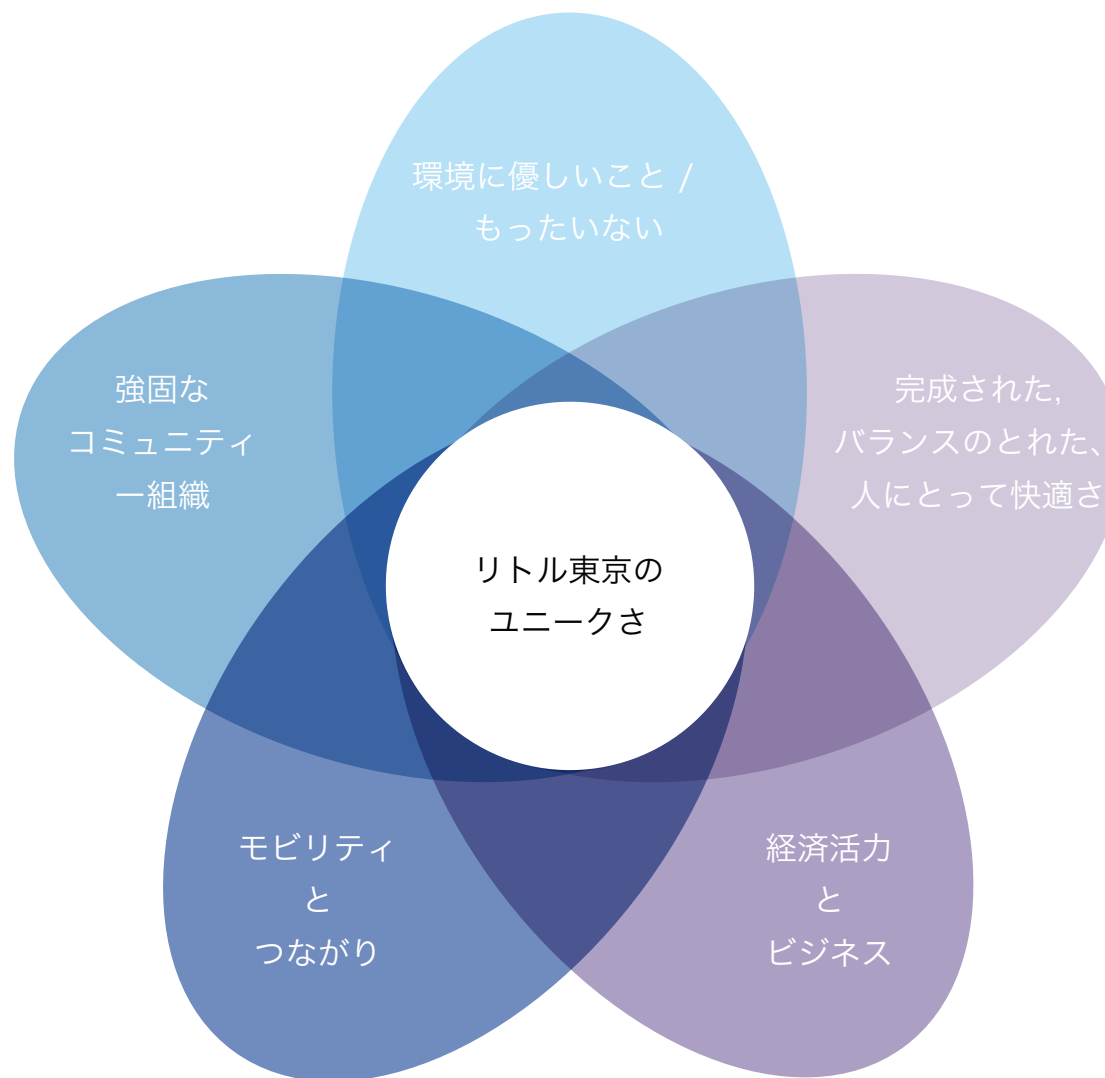 環境に優しいこと /
もったいない
強固な
コミュニティ
一組織
完成された,
バランスのとれた、
人にとって快適さ
リトル東京の
ユニークさ
モビリティ
と
つながり
経済活力
と
ビジネス